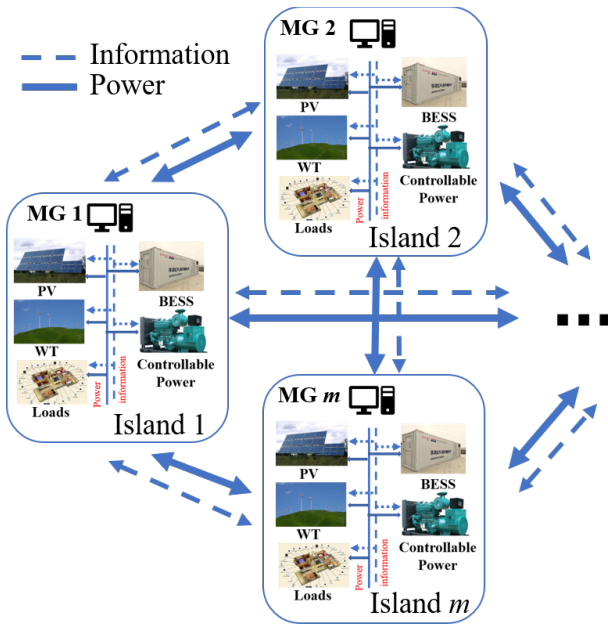 Information
Power
MG 2
PV
BESS
WT
Controllable
Power
Loads
Power
information
Island 2
MG 1
PV
BESS
WT
Controllable
Power
Loads
Power
information
Island 1
...
MG m
PV
BESS
WT
Controllable
Power
Loads
Power
information
Island m